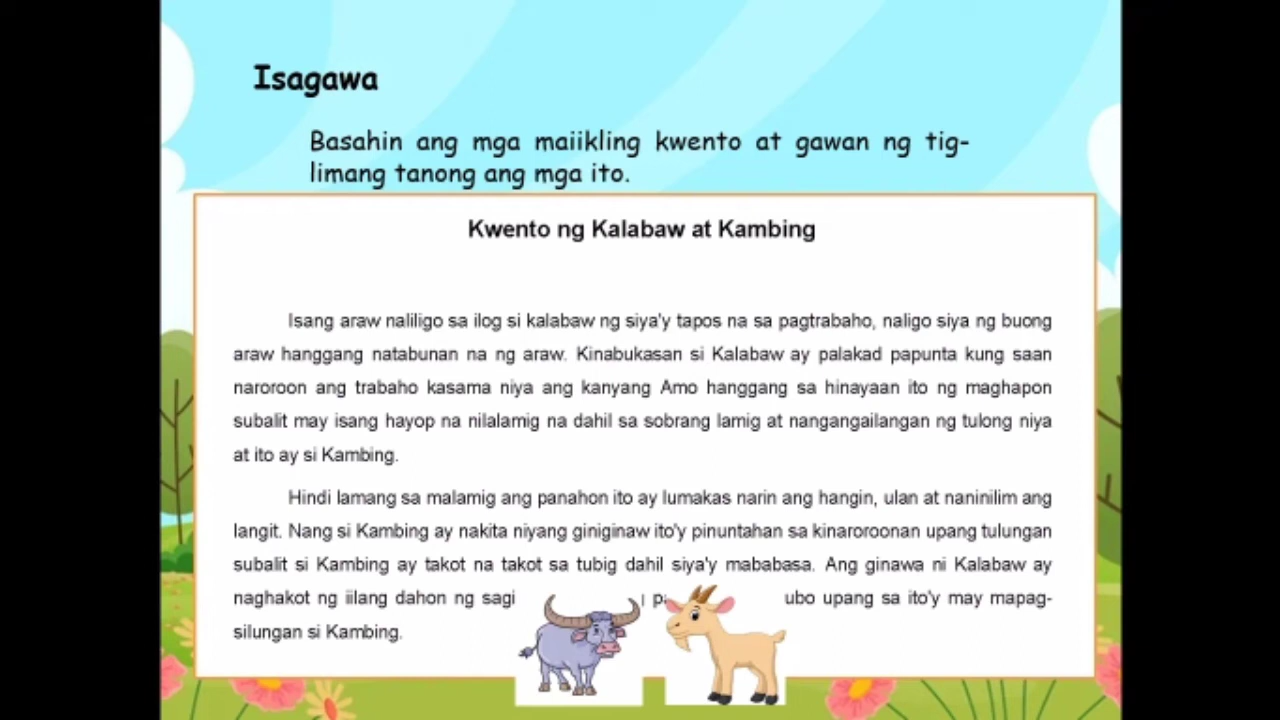 Isagawa
Basahin ang mga maiikling kwento at gawan ng tig-
limang tanong ang mga ito.
Kwento ng Kalabaw at Kambing
Isang araw naliligo sa ilog si kalabaw ng siya'y tapos na sa pagtrabaho, naligo siya ng buong
araw hanggang natabunan na ng araw. Kinabukasan si Kalabaw ay palakad papunta kung saan
naroroon ang trabaho kasama niya ang kanyang Amo hanggang sa hinayaan ito ng maghapon
subalit may isang hayop na nilalamig na dahil sa sobrang lamig at nangangailangan ng tulong niya
at ito ay si Kambing.
Hindi lamang sa malamig ang panahon ito ay lumakas narin ang hangin, ulan at naninilim ang
langit. Nang si Kambing ay nakita niyang giniginaw ito'y pinuntahan sa kinaroroonan upang tulungan
subalit si Kambing ay takot na takot sa tubig dahil siya'y mababasa. Ang ginawa ni Kalabaw ay
naghakot ng iilang dahon ng upang sa ito'y may mapag-
silungan si Kambing.